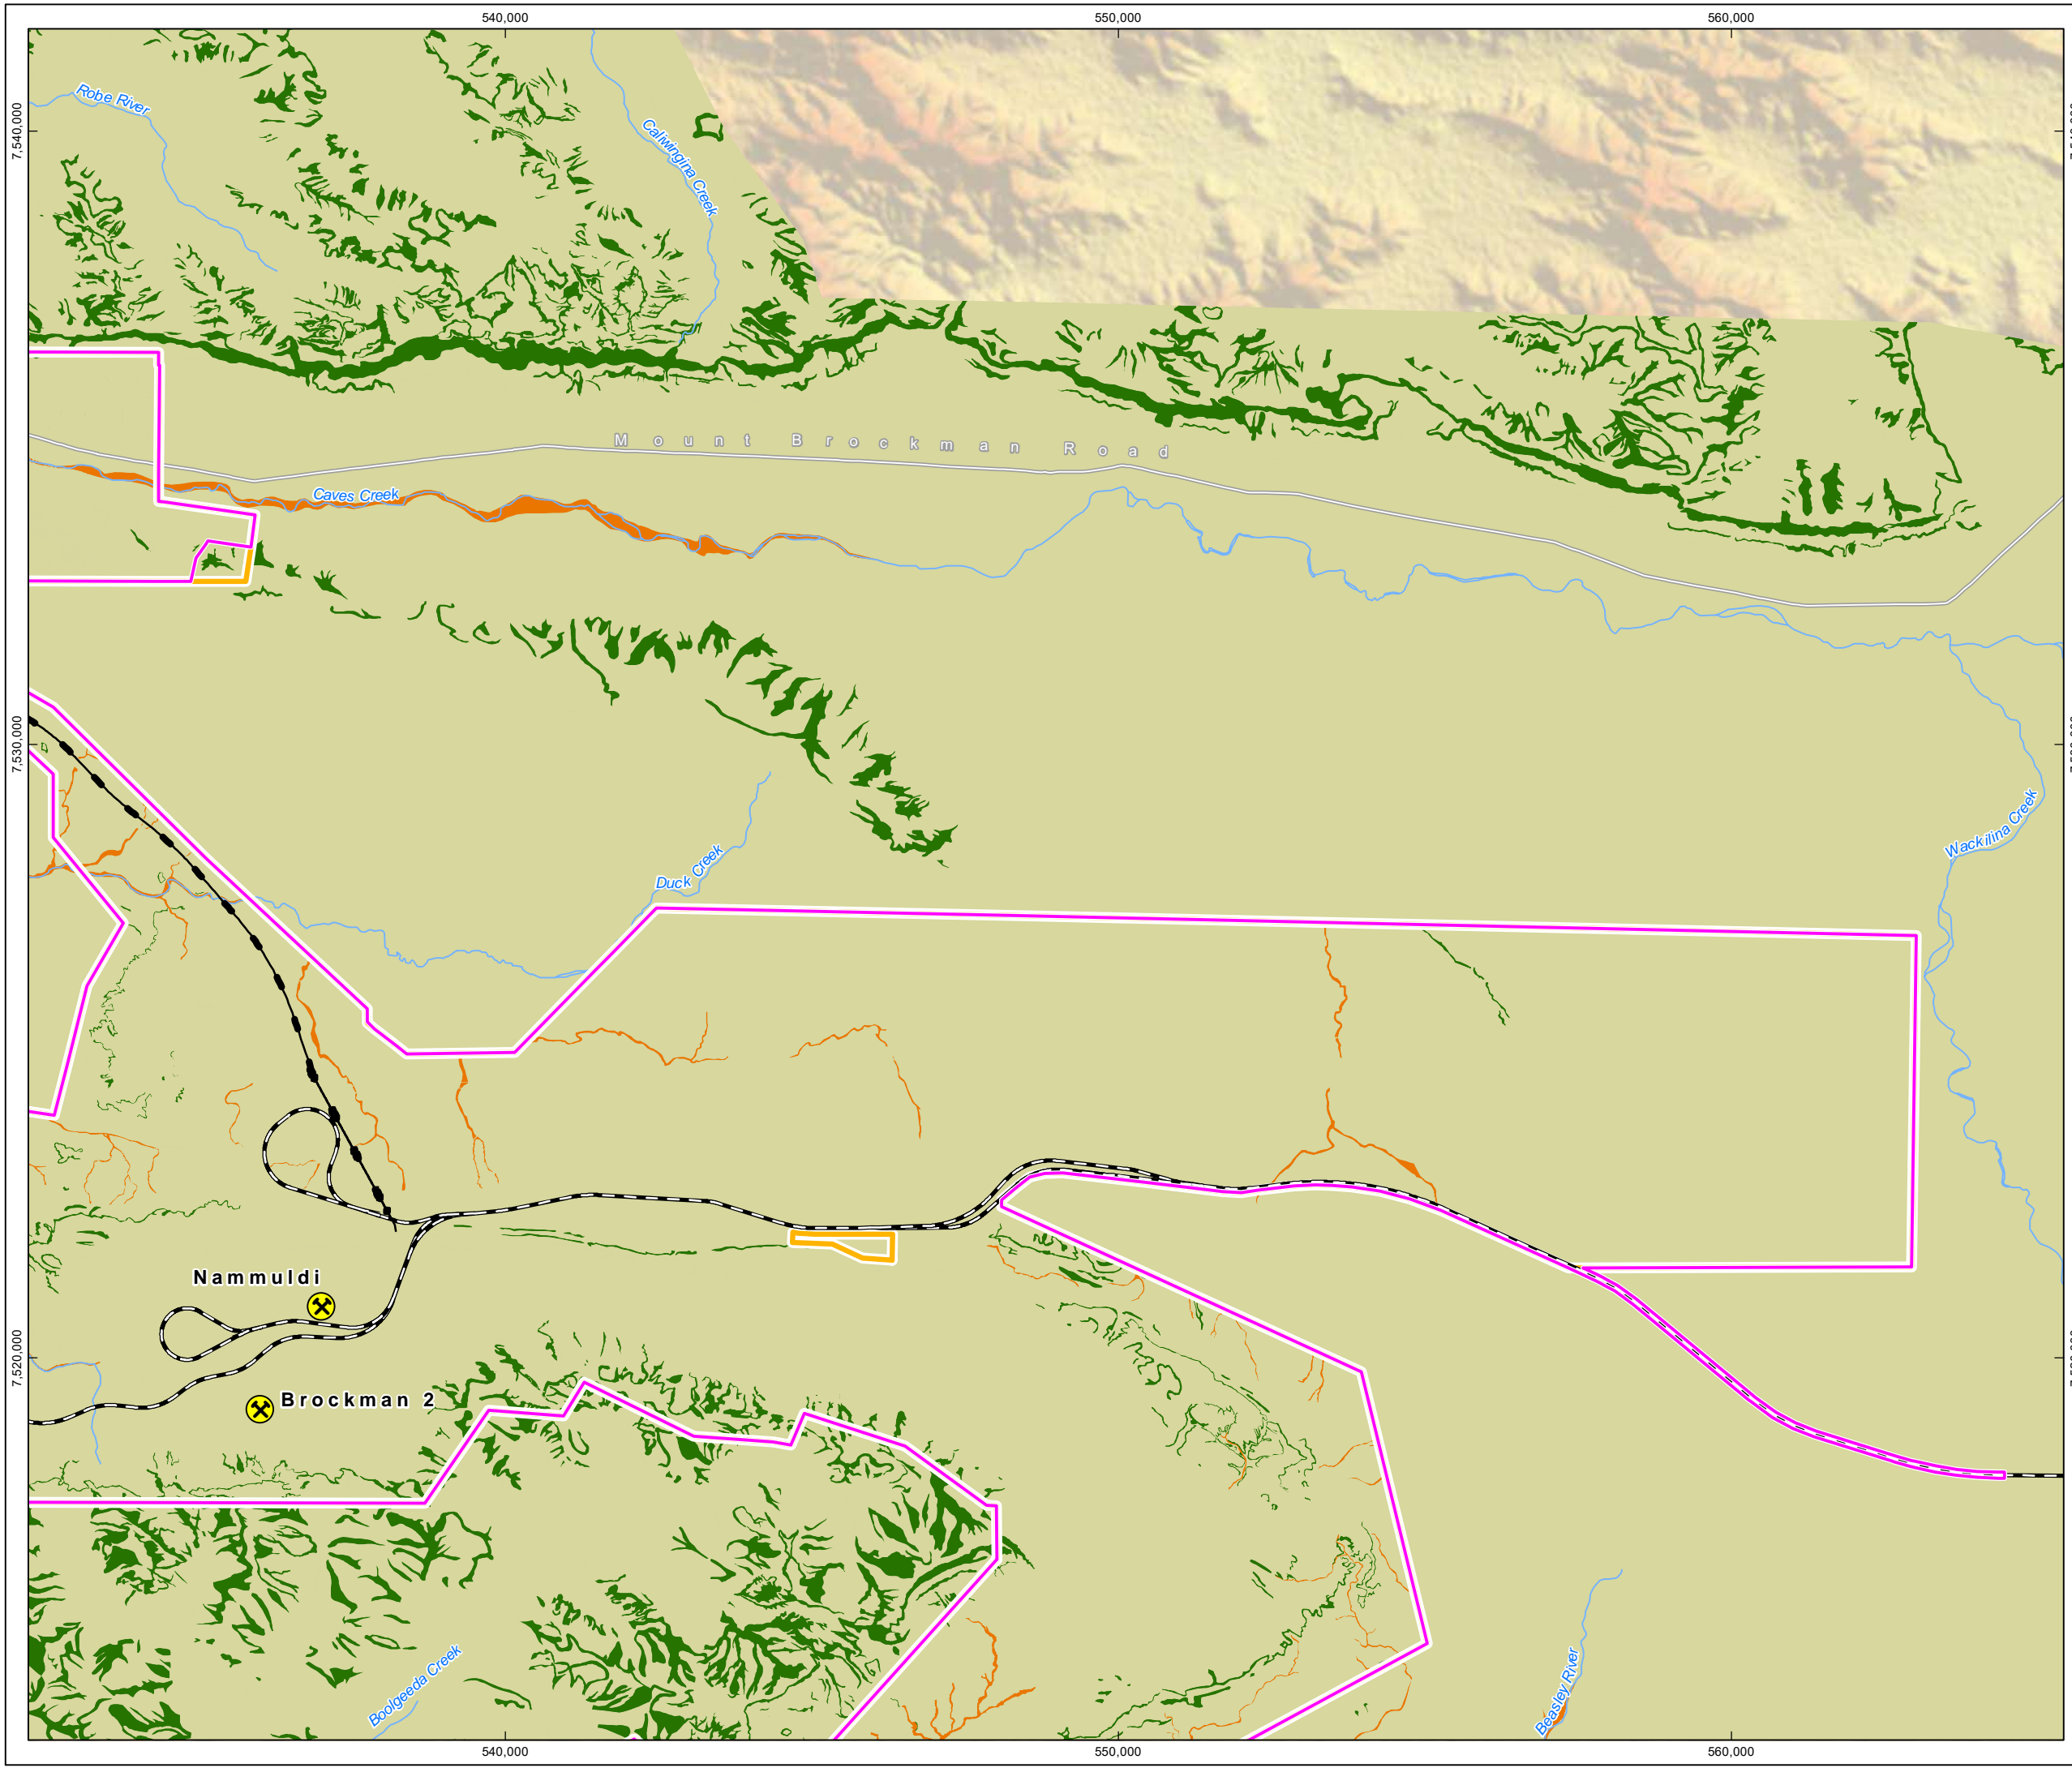 540,000
550,000
560,000
7,540,000
Robe River
Caliwingina Creek
Mount Brockman Road
Caves Creek
7,530,000
Wackilina Creek
Duck Creek
Nammuldi
7,520,000
Brockman 2
Boolgeeda Creek
Beasley River
540,000
550,000
560,000